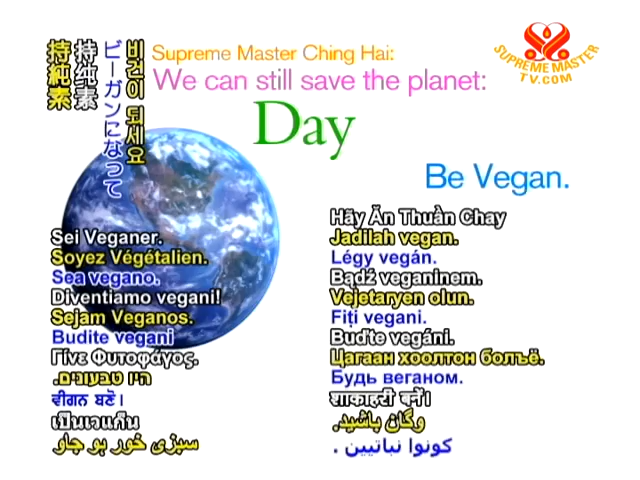 Supreme Master Ching Hai:
We can still save the planet:
Day
Be Vegan.
SUPREME MASTER
TV.COM
持純素
持纯素
ビーガンになって
비건이 되세요
Sei Veganer.
Soyez Végétalien.
Sea vegano.
Diventiamo vegani!
Sejam Veganos.
Budite vegani
Γίνε Φυτοφάγος.
היו טבעונים.
ਵੀਗਨ ਬਣੋ।
เป็นเวแก็น
سبزی خور ہو جاو
Hãy Ăn Thuần Chay
Jadilah vegan.
Légy vegán.
Bądź veganinem.
Vejetaryen olun.
Fiți vegani.
Buďte vegáni.
Цагаан хоолтон болъё.
Будь веганом.
शाकाहारी बनें।
وگان باشید.
كونوا نباتيين .